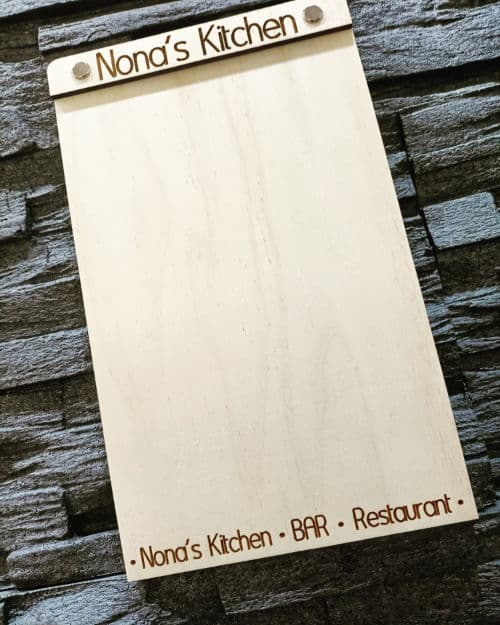 Nona's Kitchen
• Nona's Kitchen • BAR • Restaurant •